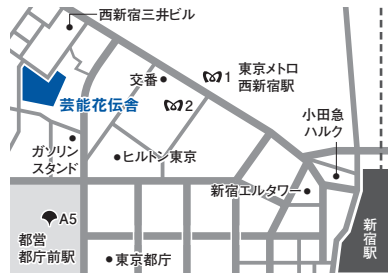 西新宿三井ビル
交番
1
東京メトロ
西新宿駅
2
芸能花伝舎
小田急
ハルク
ガソリン
スタンド
ヒルトン東京
新宿エルタワー
A5
都営
都庁前駅
東京都庁
新宿駅